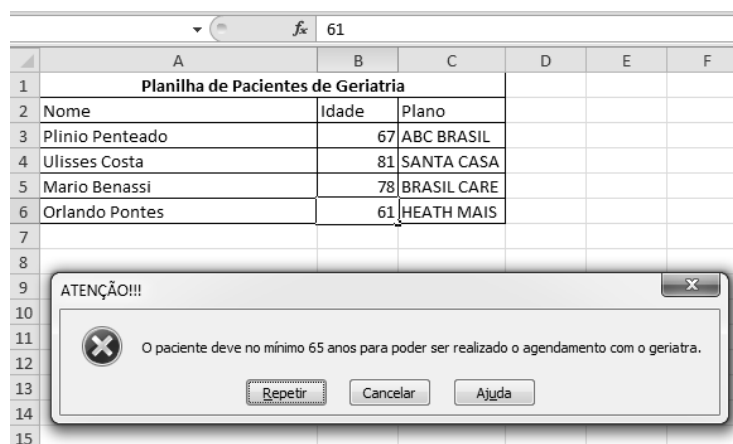 fx 61
A B C D E F
1 Planilha de Pacientes de Geriatria
2 Nome Idade Plano
3 Plinio Penteado 67 ABC BRASIL
4 Ulisses Costa 81 SANTA CASA
5 Mario Benassi 78 BRASIL CARE
6 Orlando Pontes 61 HEATH MAIS
7
8
9
10
11
12
13
14
15
ATENÇÃO!!!
x
O paciente deve no mínimo 65 anos para poder ser realizado o agendamento com o geriatra.
Repetir Cancelar Ajuda